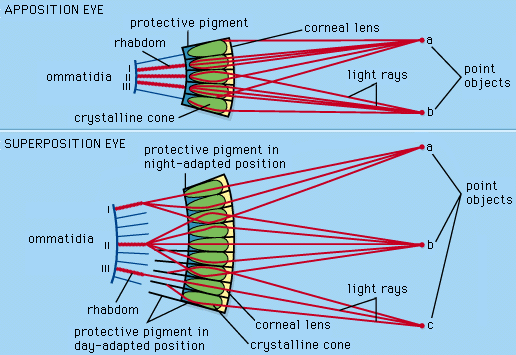 APPOSITION EYE
protective pigment
corneal lens
rhabdom
a
I
II
III
ommatidia
light rays
point
objects
b
crystalline cone
SUPERPOSITION EYE
a
protective pigment in
night-adapted position
point
objects
I
ommatidia
II
b
III
light rays
rhabdom
c
corneal lens
protective pigment in
day-adapted position
crystalline cone